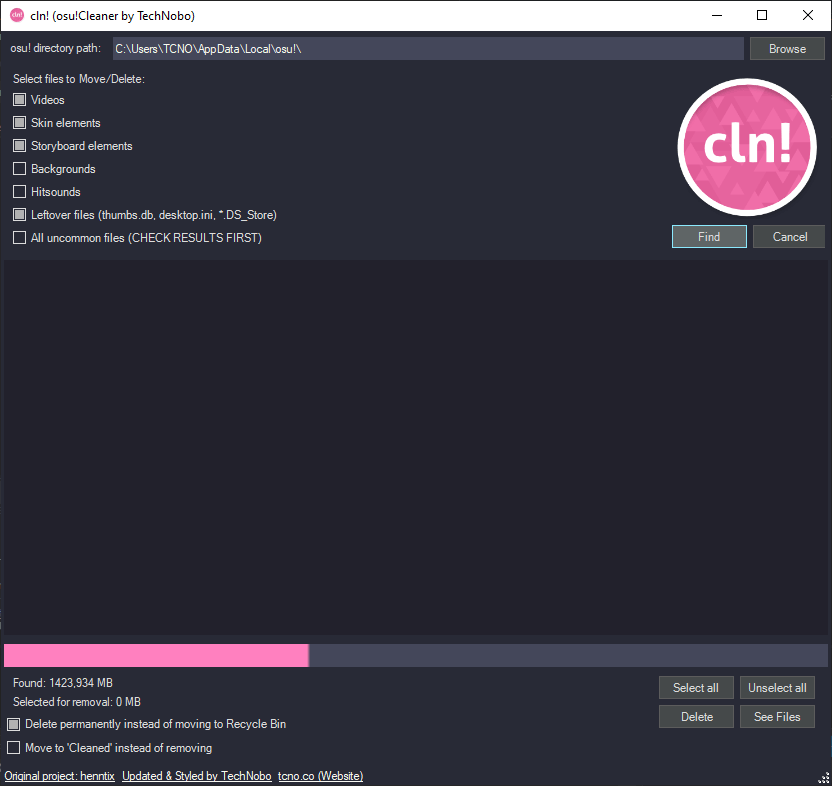 cln! (osu!Cleaner by TechNobo)
osu! directory path: C:\Users\TCNO\AppData\Local\osu!\ Browse
Select files to Move/Delete:
Videos
Skin elements
Storyboard elements
Backgrounds
Hitsounds
Leftover files (thumbs.db, desktop.ini, *.DS_Store)
All uncommon files (CHECK RESULTS FIRST)
cln!
Find Cancel
Found: 1423,934 MB
Selected for removal: 0 MB
Delete permanently instead of moving to Recycle Bin
Move to 'Cleaned' instead of removing
Select all Unselect all
Delete See Files
Original project: henntix Updated & Styled by TechNobo tcno.co (Website)